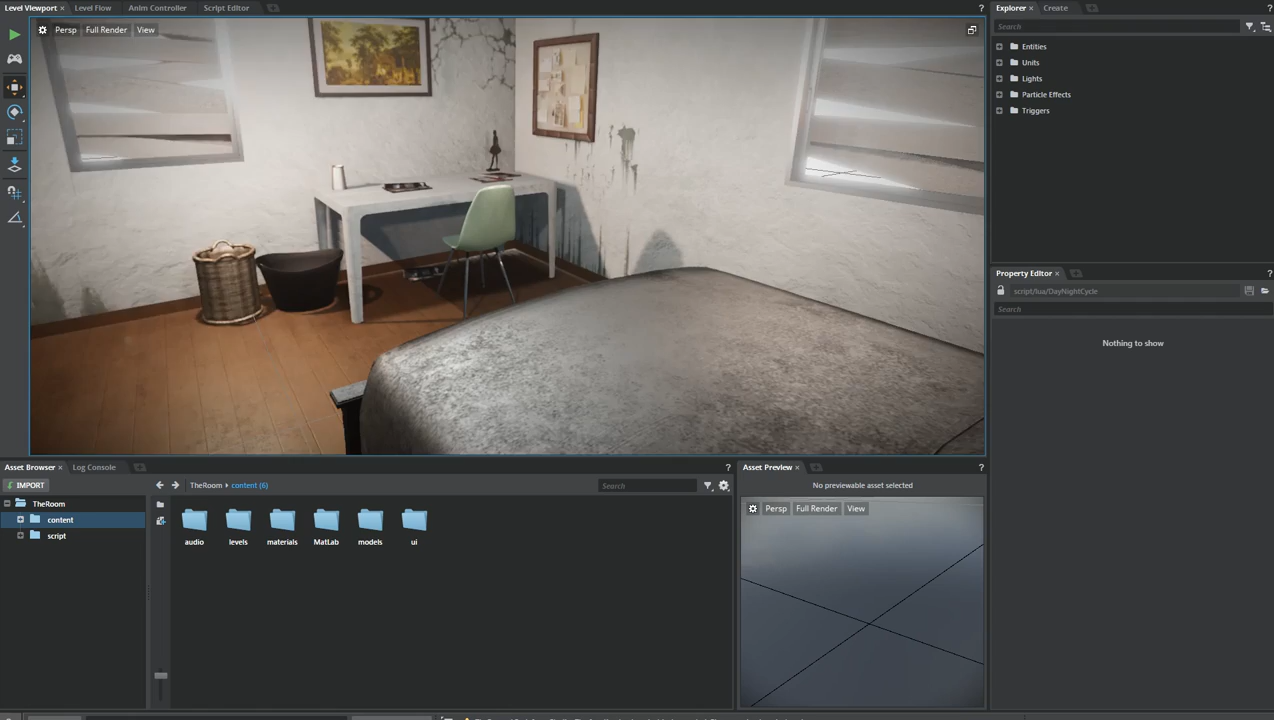 Level Viewport × Level Flow Anim Controller Script Editor ?
Persp Full Render View
Explorer × Create ?
Search
Entities
Units
Lights
Particle Effects
Triggers
Property Editor × ?
script/lua/DayNightCycle
Search
Nothing to show
Asset Browser × Log Console ?
IMPORT
TheRoom content (6) Search
TheRoom
content
script
audio levels materials MatLab models ui
Asset Preview × ?
No previewable asset selected
Persp Full Render View